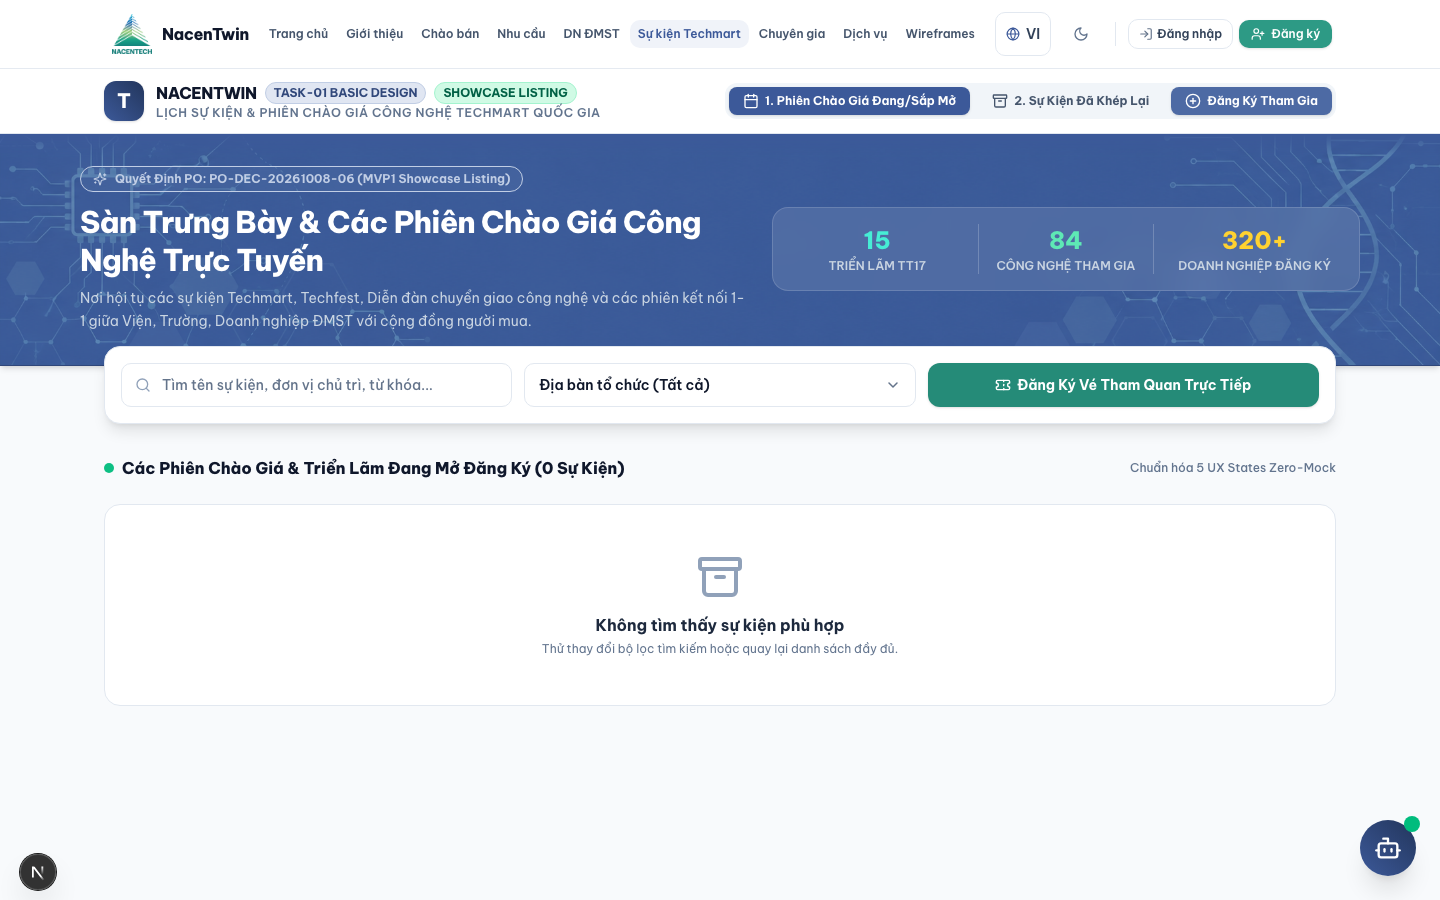 NACENTECH
NacenTwin
Trang chủ
Giới thiệu
Chào bán
Nhu cầu
DN ĐMST
Sự kiện Techmart
Chuyên gia
Dịch vụ
Wireframes
VI
Đăng nhập
Đăng ký
T
NACENTWIN
TASK-01 BASIC DESIGN
SHOWCASE LISTING
LỊCH SỰ KIỆN & PHIÊN CHÀO GIÁ CÔNG NGHỆ TECHMART QUỐC GIA
1. Phiên Chào Giá Đang/Sắp Mở
2. Sự Kiện Đã Khép Lại
Đăng Ký Tham Gia
Quyết Định PO: PO-DEC-20261008-06 (MVP1 Showcase Listing)
Sàn Trưng Bày & Các Phiên Chào Giá Công
Nghệ Trực Tuyến
Nơi hội tụ các sự kiện Techmart, Techfest, Diễn đàn chuyển giao công nghệ và các phiên kết nối 1-
1 giữa Viện, Trường, Doanh nghiệp ĐMST với cộng đồng người mua.
15
TRIỂN LÃM TT17
84
CÔNG NGHỆ THAM GIA
320+
DOANH NGHIỆP ĐĂNG KÝ
Tìm tên sự kiện, đơn vị chủ trì, từ khóa...
Địa bàn tổ chức (Tất cả)
Đăng Ký Vé Tham Quan Trực Tiếp
Các Phiên Chào Giá & Triển Lãm Đang Mở Đăng Ký (0 Sự Kiện)
Chuẩn hóa 5 UX States Zero-Mock
Không tìm thấy sự kiện phù hợp
Thử thay đổi bộ lọc tìm kiếm hoặc quay lại danh sách đầy đủ.
N